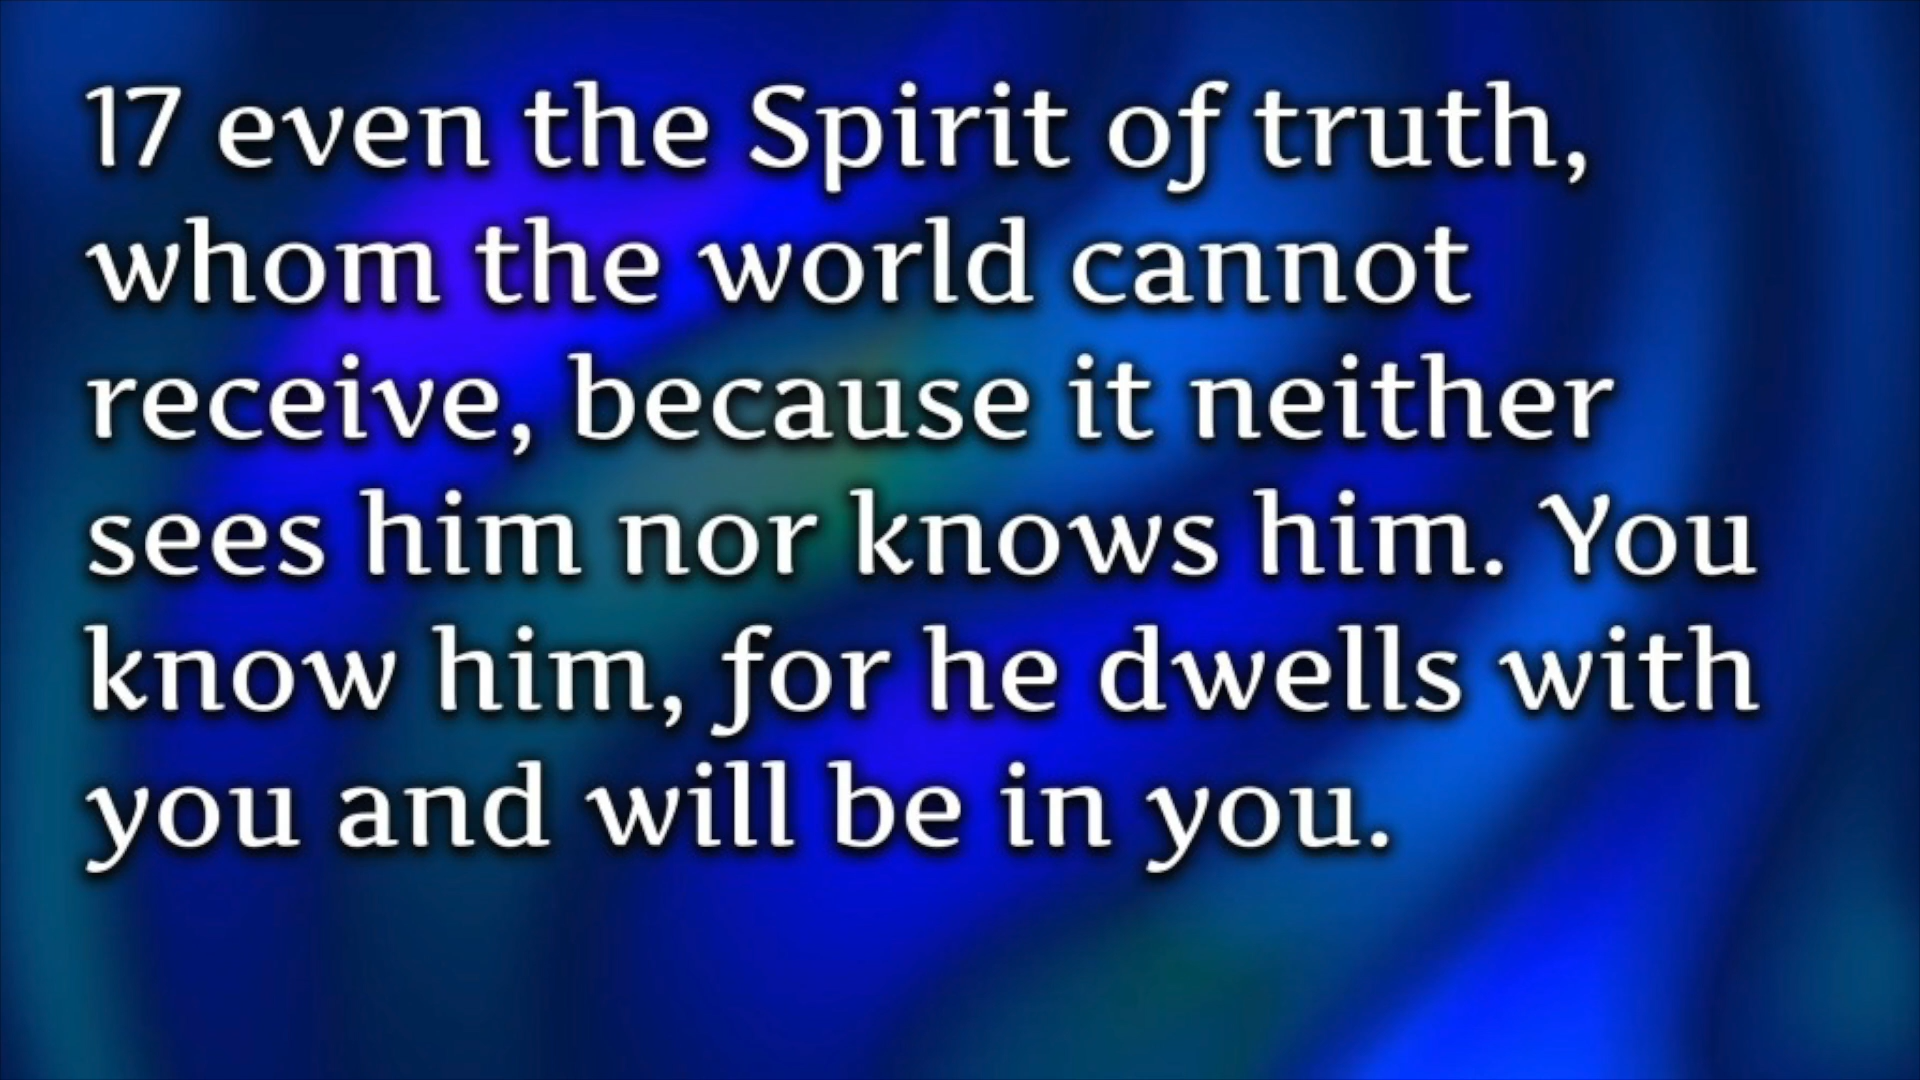 17 even the Spirit of truth,
whom the world cannot
receive, because it neither
sees him nor knows him. You
know him, for he dwells with
you and will be in you.